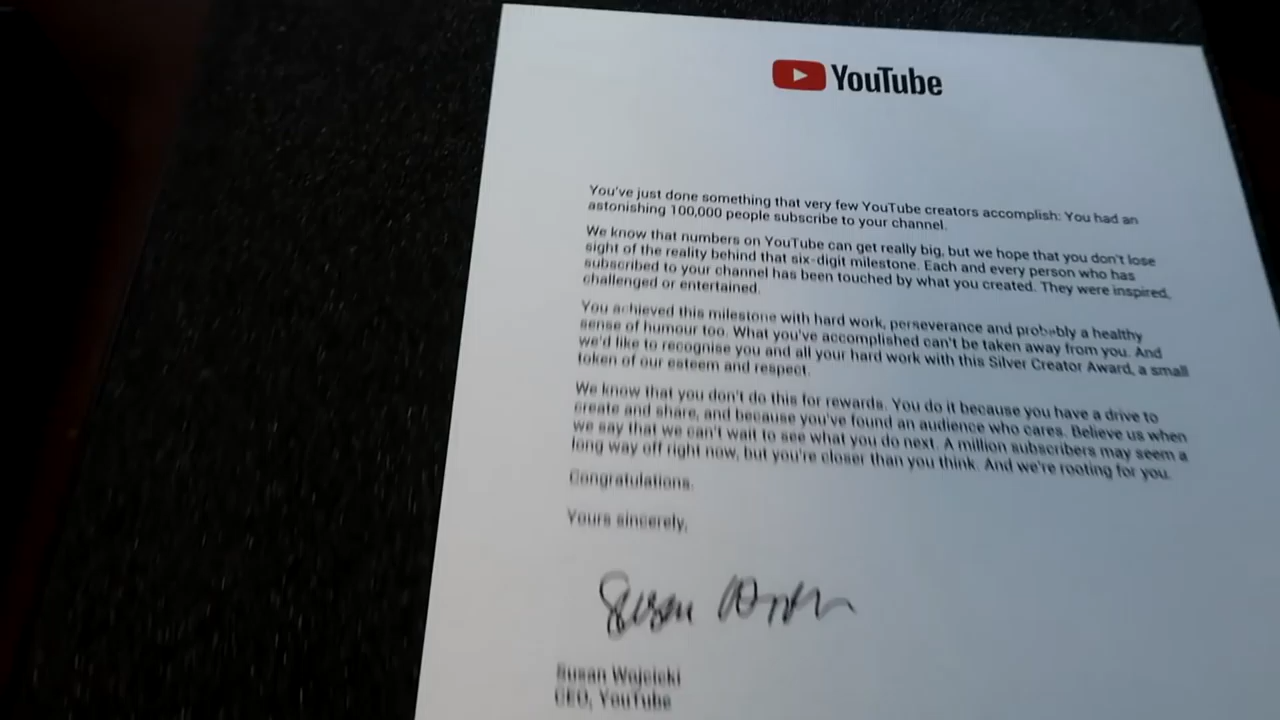 YouTube
You've just done something that very few YouTube creators accomplish: You had an
astonishing 100,000 people subscribe to your channel.
We know that numbers on YouTube can get really big, but we hope that you don't lose
sight of the reality behind that six-digit milestone. Each and every person who has
subscribed to your channel has been touched by what you created. They were inspired,
challenged or entertained.
You achieved this milestone with hard work, perseverance and probably a healthy
sense of humour too. What you've accomplished can't be taken away from you. And
we'd like to recognise you and all your hard work with this Silver Creator Award, a small
token of our esteem and respect.
We know that you don't do this for rewards. You do it because you have a drive to
create and share, and because you've found an audience who cares. Believe us when
we say that we can't wait to see what you do next. A million subscribers may seem a
long way off right now, but you're closer than you think. And we're rooting for you.
Congratulations.
Yours sincerely,
Susan Wojcicki
Susan Wojcicki
CEO, YouTube